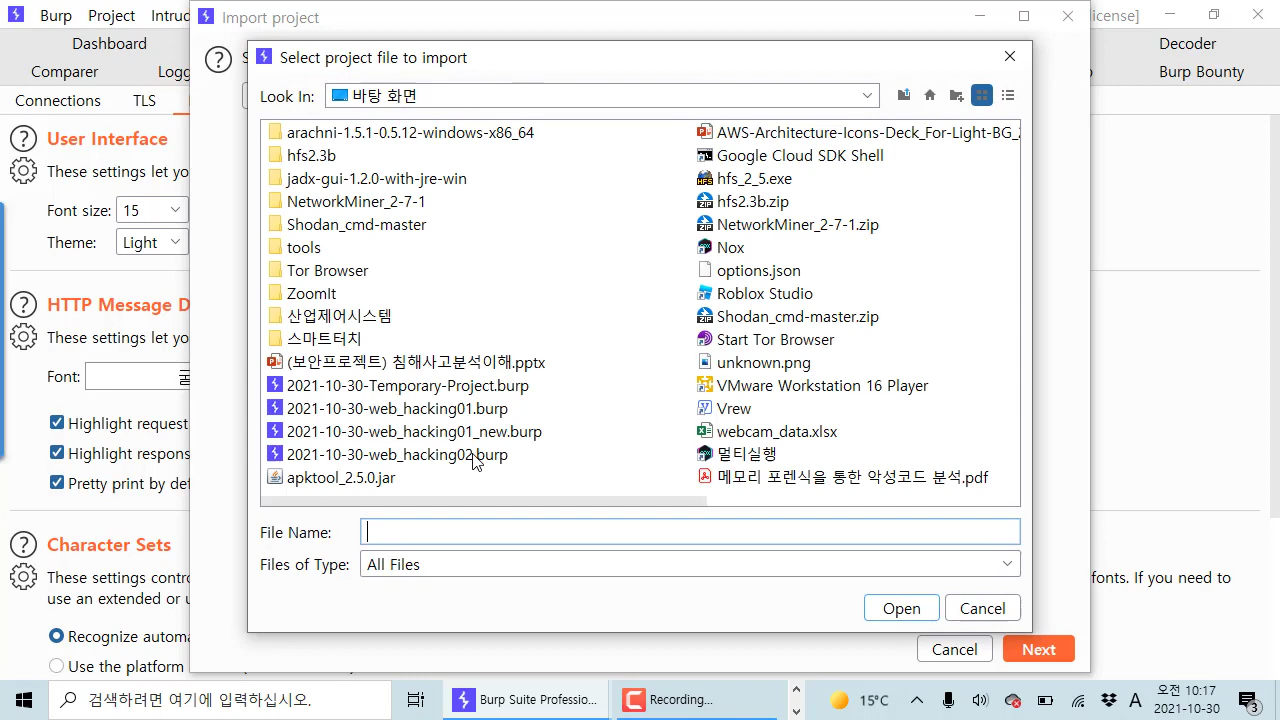 Burp Project Intru
Import project
license]
Dashboard
Decoder
Comparer
Logg
Burp Bounty
Connections TLS
Select project file to import
Look In: 바탕 화면
User Interface
These settings let yo
Font size: 15
Theme: Light
HTTP Message D
These settings let yo
Font: 굴
Highlight request
Highlight respons
Pretty print by def
Character Sets
These settings contro
use an extended or u
fonts. If you need to
Recognize automa
Use the platform
arachni-1.5.1-0.5.12-windows-x86_64
hfs2.3b
jadx-gui-1.2.0-with-jre-win
NetworkMiner_2-7-1
Shodan_cmd-master
tools
Tor Browser
ZoomIt
산업제어시스템
스마트터치
(보안프로젝트) 침해사고분석이해.pptx
2021-10-30-Temporary-Project.burp
2021-10-30-web_hacking01.burp
2021-10-30-web_hacking01_new.burp
2021-10-30-web_hacking02.burp
apktool_2.5.0.jar
AWS-Architecture-Icons-Deck_For-Light-BG_2
Google Cloud SDK Shell
hfs_2_5.exe
hfs2.3b.zip
NetworkMiner_2-7-1.zip
Nox
options.json
Roblox Studio
Shodan_cmd-master.zip
Start Tor Browser
unknown.png
VMware Workstation 16 Player
Vrew
webcam_data.xlsx
멀티실행
메모리 포렌식을 통한 악성코드 분석.pdf
File Name:
Files of Type: All Files
Open Cancel
Cancel Next
검색하려면 여기에 입력하십시오.
Burp Suite Professio...
Recording...
15°C
A
오전 10:17
2021-10-30
3